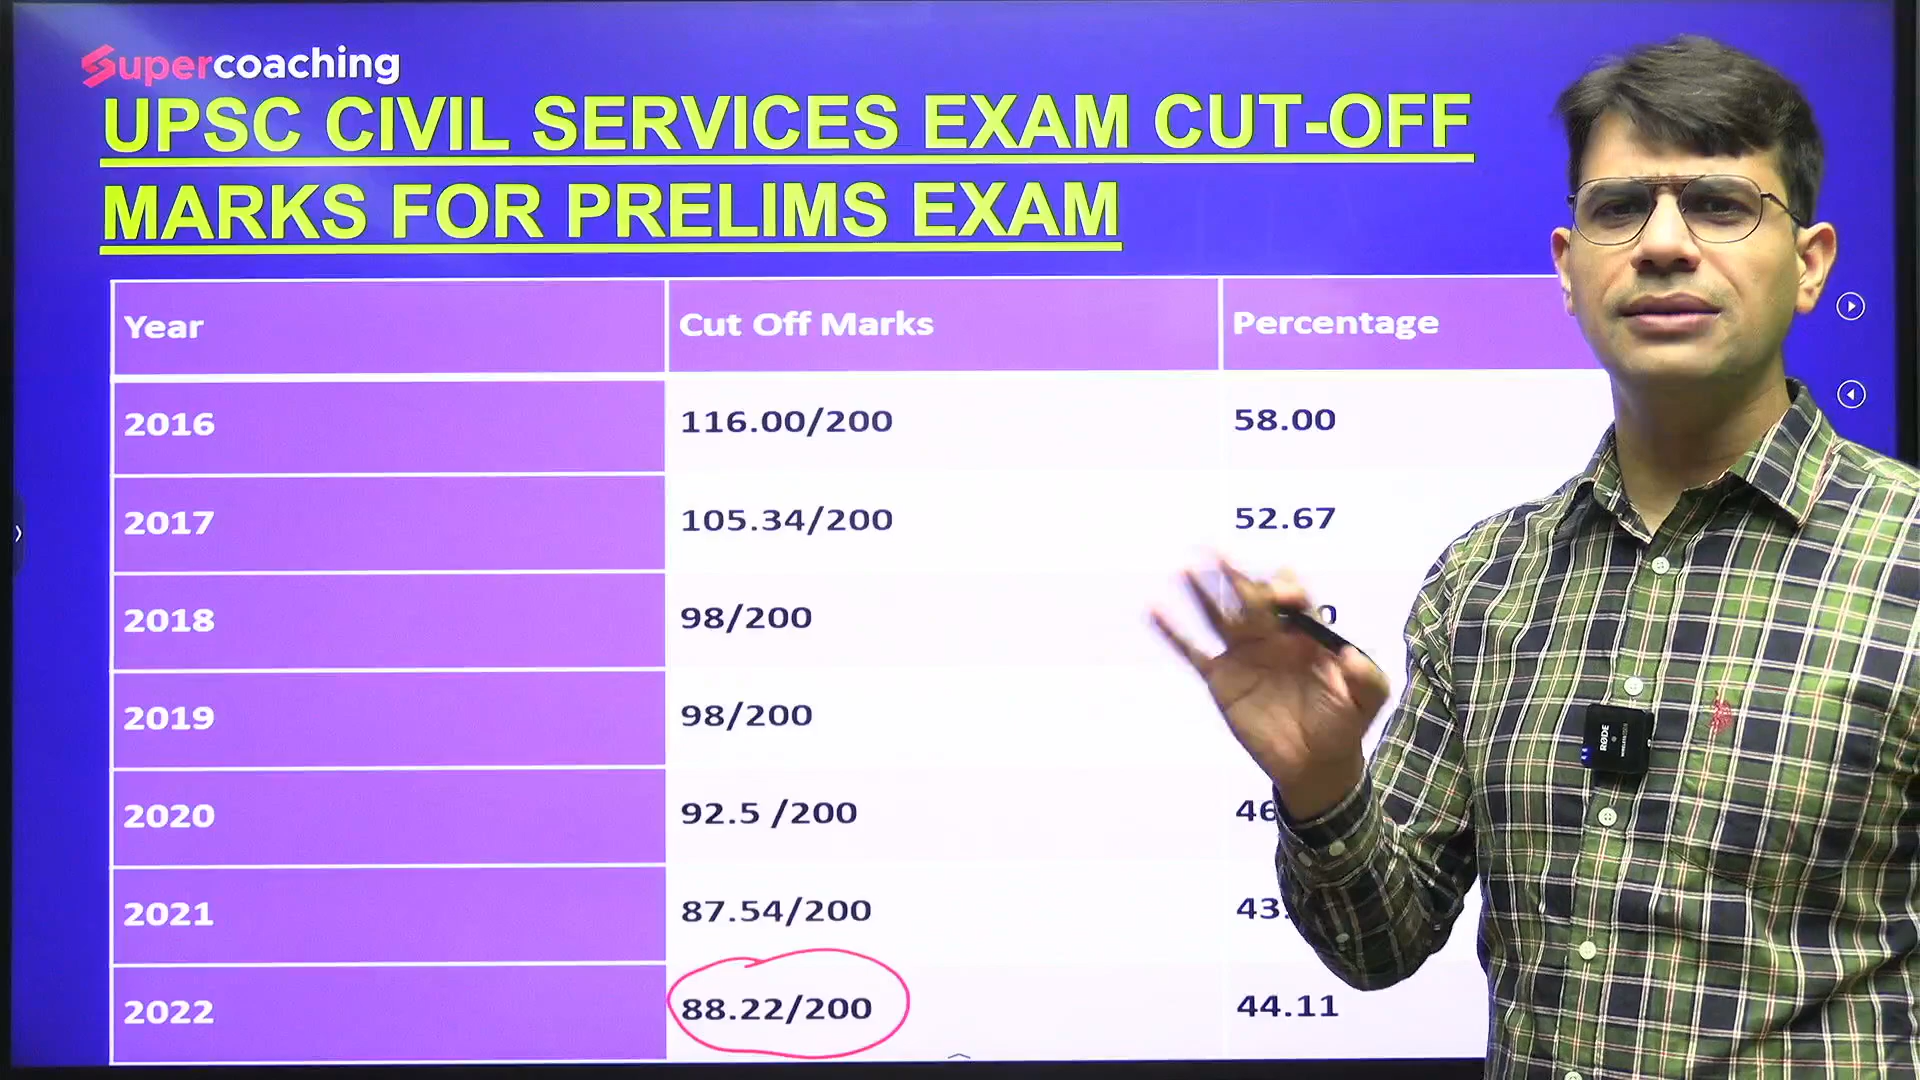 Supercoaching
UPSC CIVIL SERVICES EXAM CUT-OFF
MARKS FOR PRELIMS EXAM
Year Cut Off Marks Percentage
2016 116.00/200 58.00
2017 105.34/200 52.67
2018 98/200
2019 98/200
2020 92.5 /200
2021 87.54/200
2022 88.22/200 44.11
RØDE